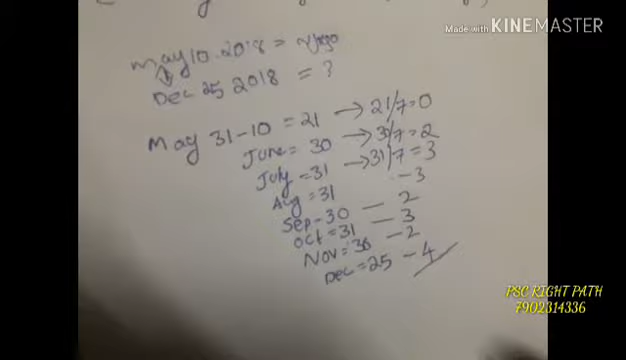 Made with KINEMASTER
May 10 2018 =
Dec 25 2018 = ?
May 31-10 = 21 → 21/7=0
June = 30 → 30/7=2
July = 31 → 31/7 = 3
Aug = 31 - 3
Sep - 30 — 2
Oct = 31 — 3
Nov = 30 - 2
Dec = 25 - 4
PSC RIGHT PATH
7902314336